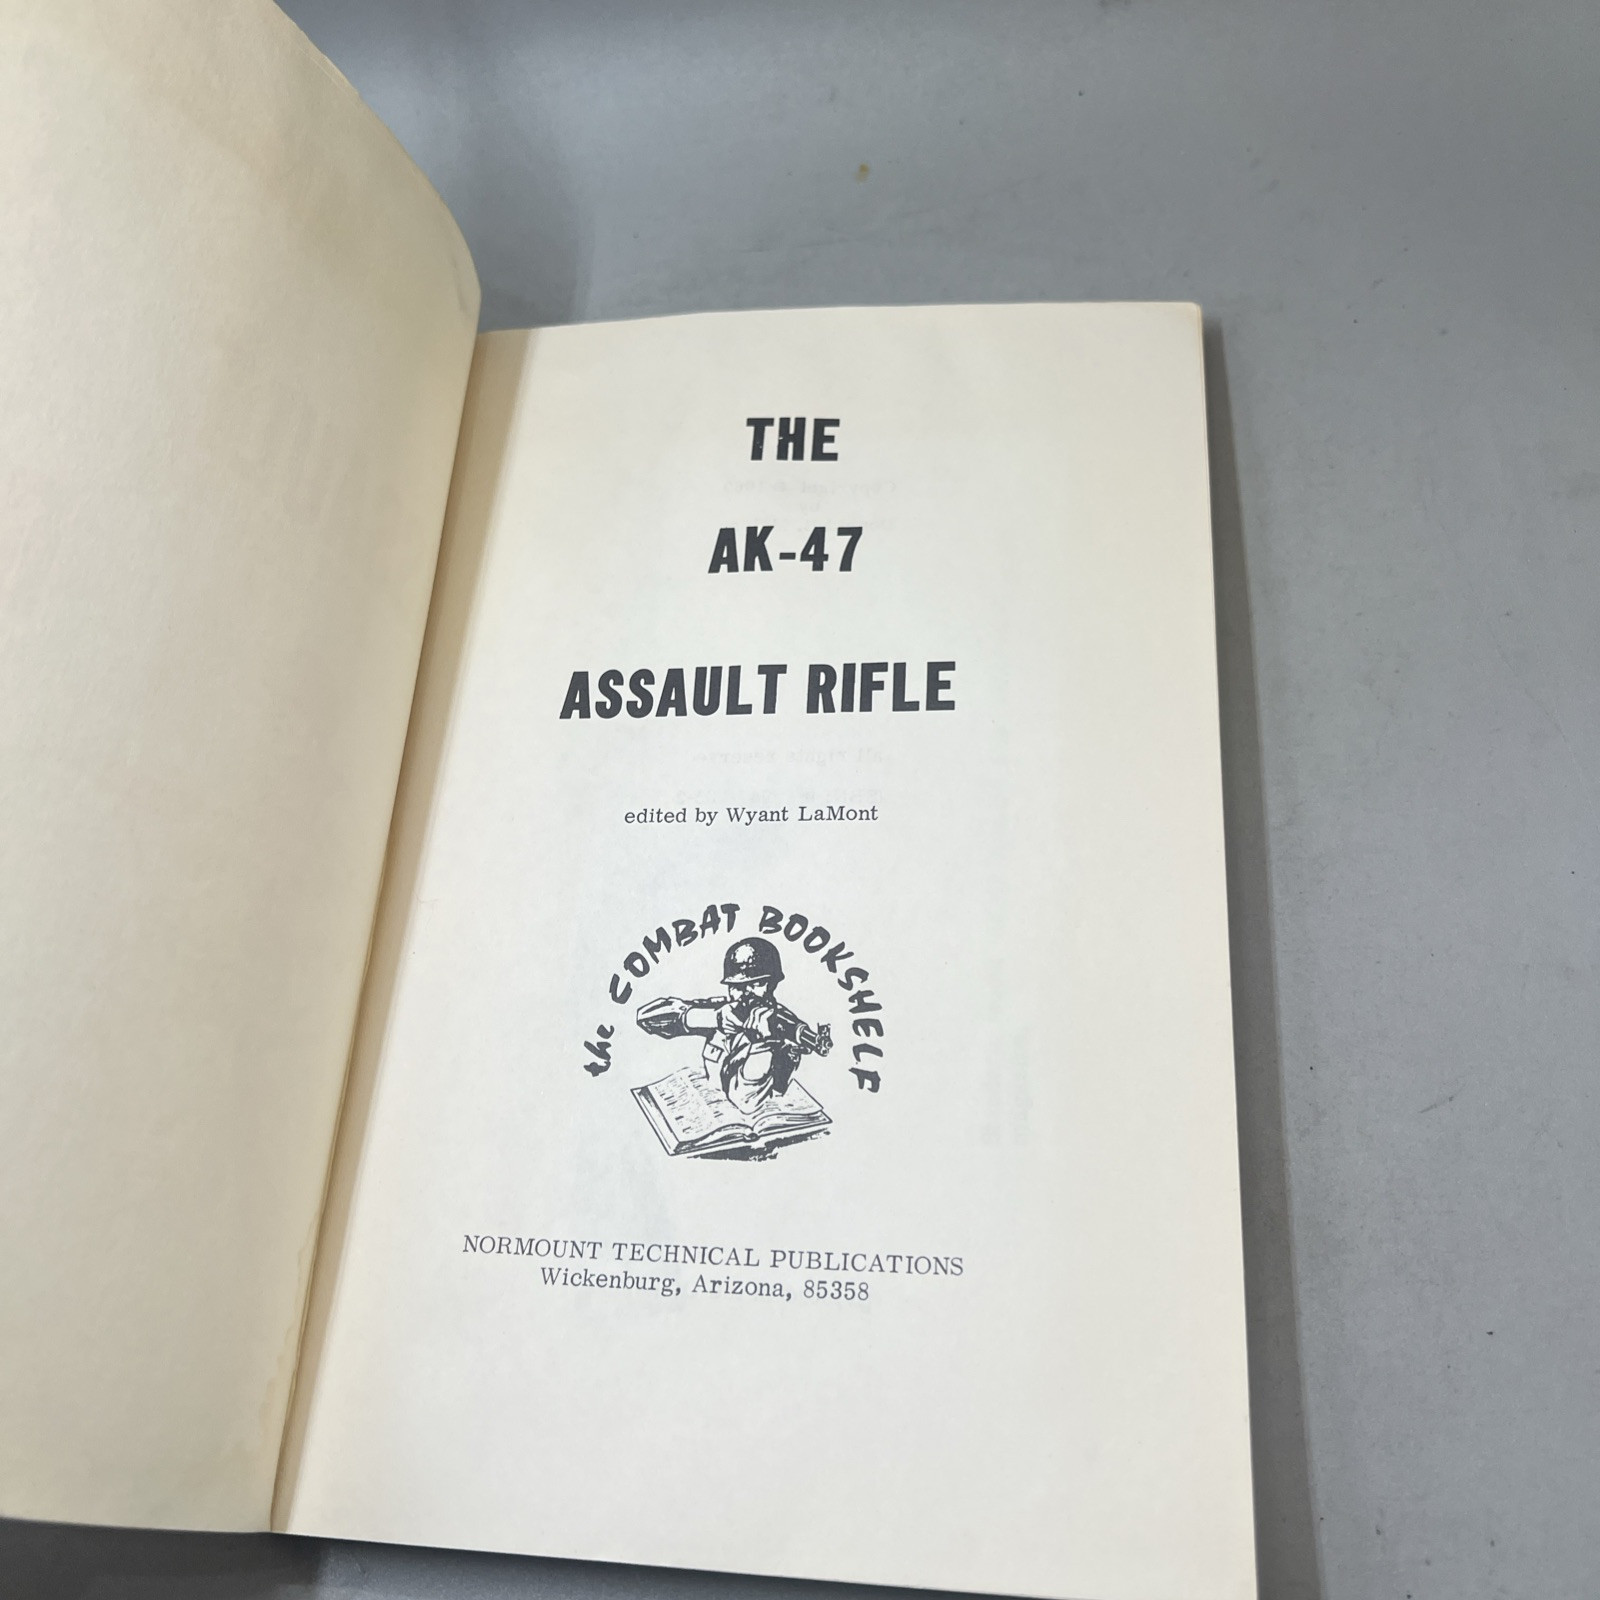 THE
AK-47
ASSAULT RIFLE
edited by Wyant LaMont
the COMBAT BOOKSHELF
NORMOUNT TECHNICAL PUBLICATIONS
Wickenburg, Arizona, 85358